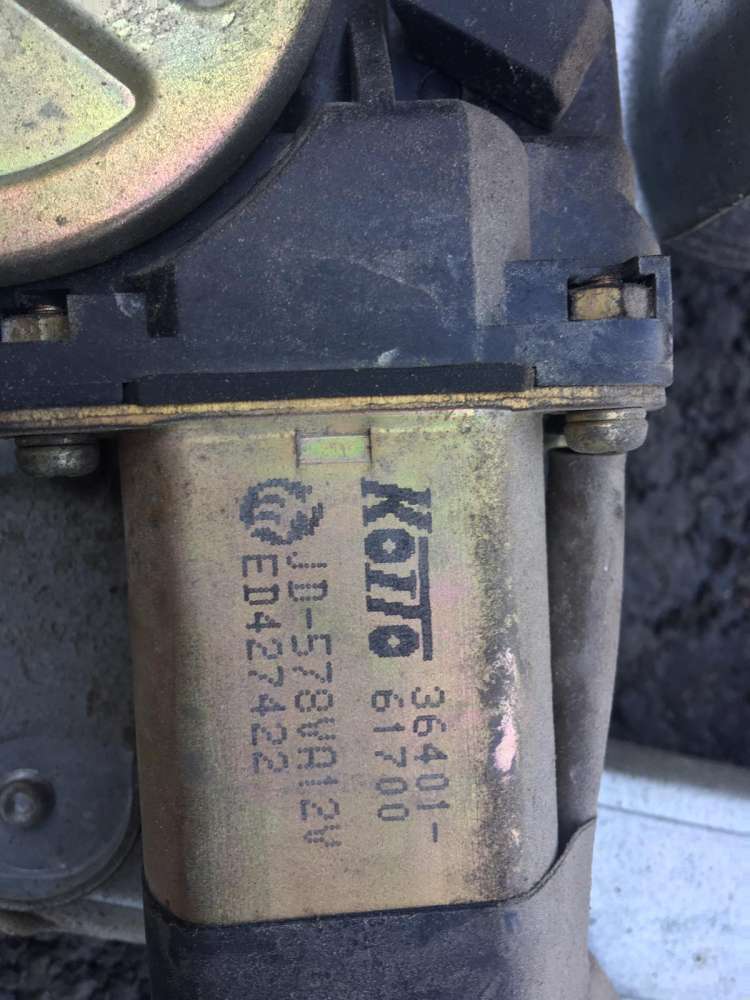 KOITO
36401-
61700
JD-578VA12V
ED427422